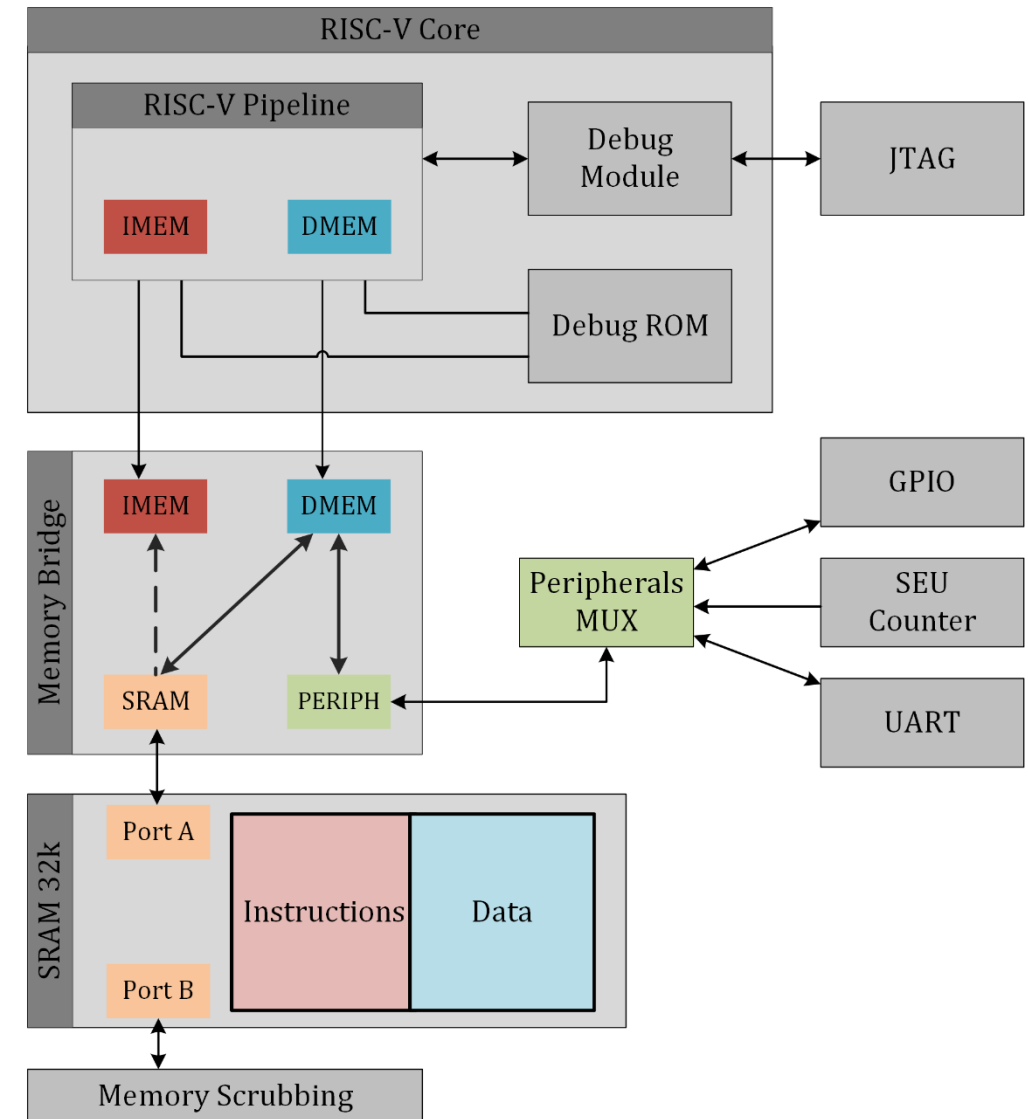 RISC-V Core
RISC-V Pipeline
IMEM
DMEM
Debug
Module
JTAG
Debug ROM
Memory Bridge
IMEM
DMEM
SRAM
PERIPH
Peripherals
MUX
GPIO
SEU
Counter
UART
SRAM 32k
Port A
Port B
Instructions
Data
Memory Scrubbing